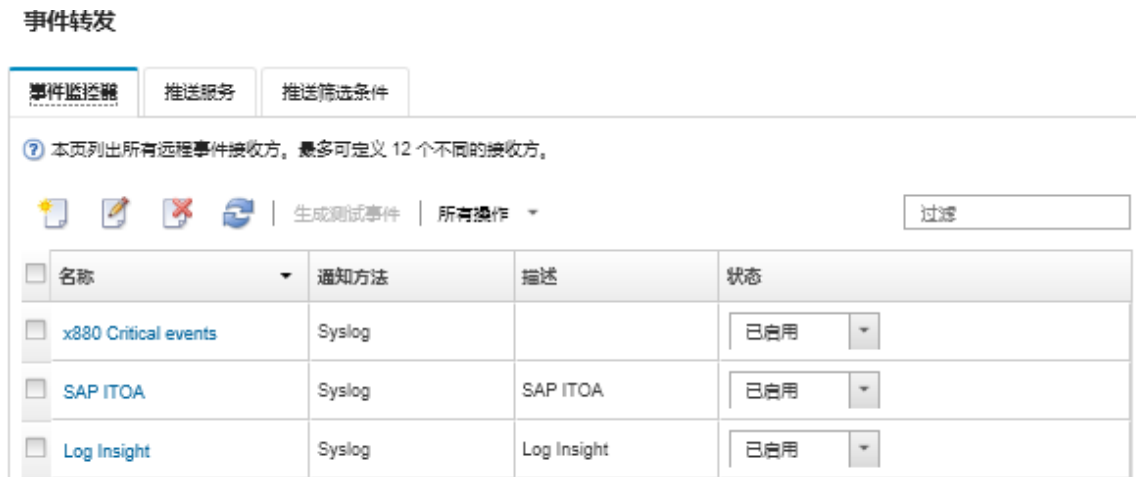 事件转发
事件监控器 推送服务 推送筛选条件
? 本页列出所有远程事件接收方。最多可定义 12 个不同的接收方。
生成测试事件 所有操作 过滤
名称 通知方法 描述 状态
x880 Critical events Syslog 已启用
SAP ITOA Syslog SAP ITOA 已启用
Log Insight Syslog Log Insight 已启用